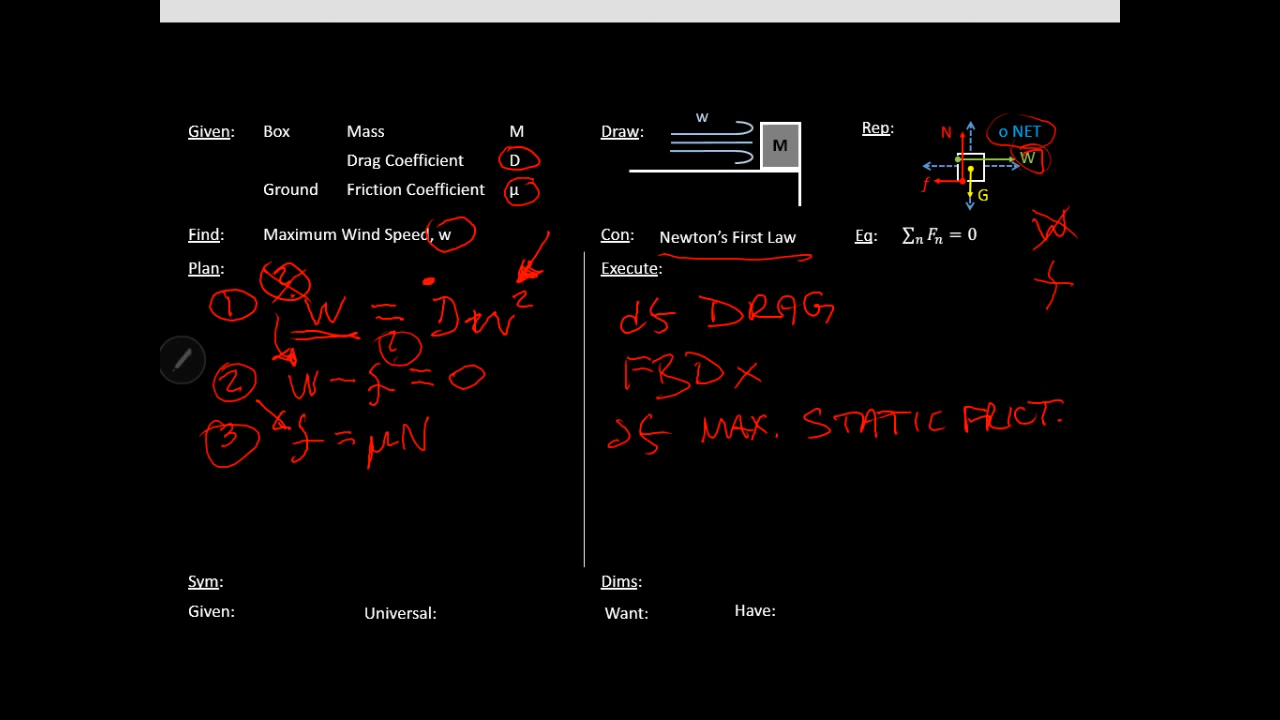 Given: Box Mass M
Drag Coefficient D
Ground Friction Coefficient μ
Draw: w M
Rep: N o NET W f G
Find: Maximum Wind Speed, w
Con: Newton's First Law
Eq: ∑ₙ Fₙ = 0
W
f
Plan:
① ? W = D w²
② W - f = 0
③ f = μN
Execute:
df DRAG
FBD x
df MAX. STATIC FRICT.
Sym:
Given: Universal:
Dims:
Want: Have: